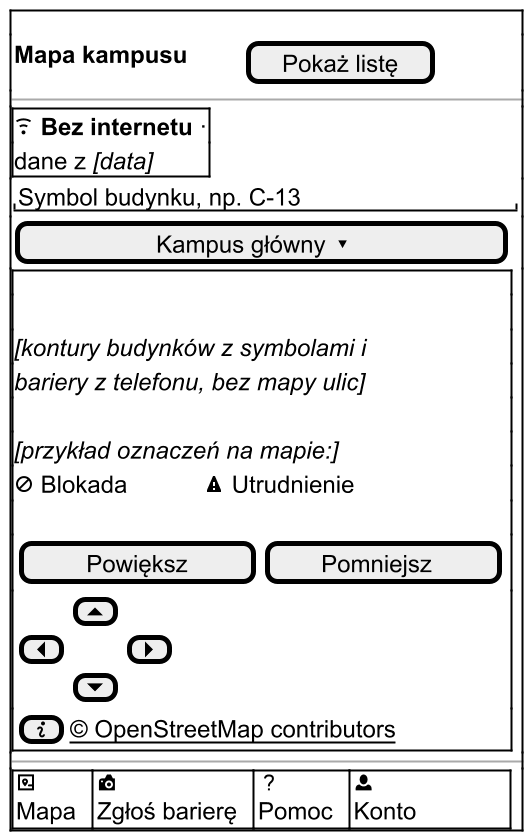 Mapa kampusu
Pokaż listę
Bez internetu ·
dane z [data]
Symbol budynku, np. C-13
Kampus główny ▾
[kontury budynków z symbolami i
bariery z telefonu, bez mapy ulic]
[przykład oznaczeń na mapie:]
Blokada
Utrudnienie
Powiększ
Pomniejsz
i © OpenStreetMap contributors
Mapa
Zgłoś barierę
? Pomoc
Konto